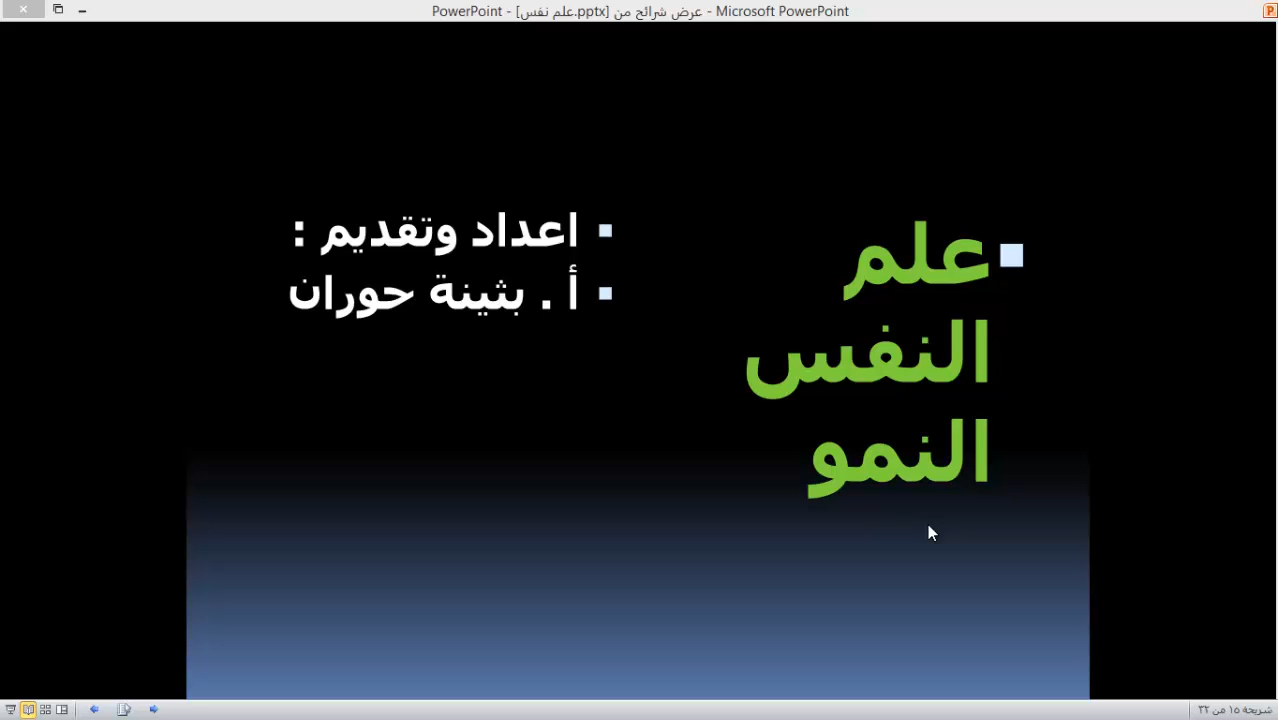 PowerPoint - [علم نفس.pptx] عرض شرائح من - Microsoft PowerPoint
علم
النفس
النمو
اعداد وتقديم :
أ . بثينة حوران
شريحة ١٥ من ٣٢